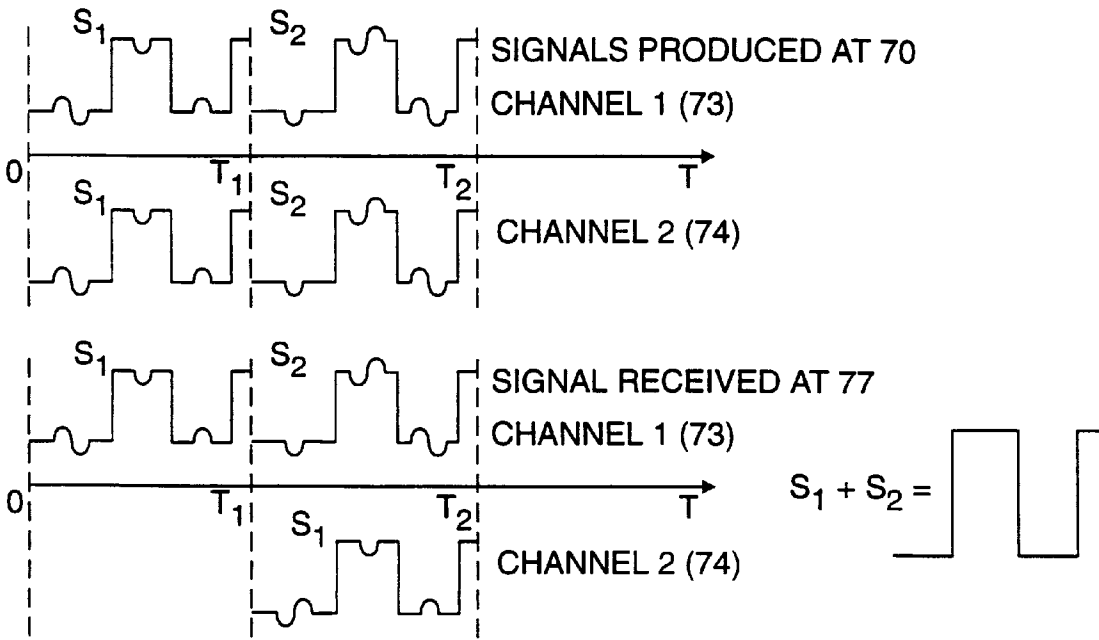 S1 S2 SIGNALS PRODUCED AT 70
CHANNEL 1 (73)
0 T1 T2 T
S1 S2 CHANNEL 2 (74)
S1 S2 SIGNAL RECEIVED AT 77
CHANNEL 1 (73)
S1 + S2 =
0 T1 T2 T
S1 CHANNEL 2 (74)